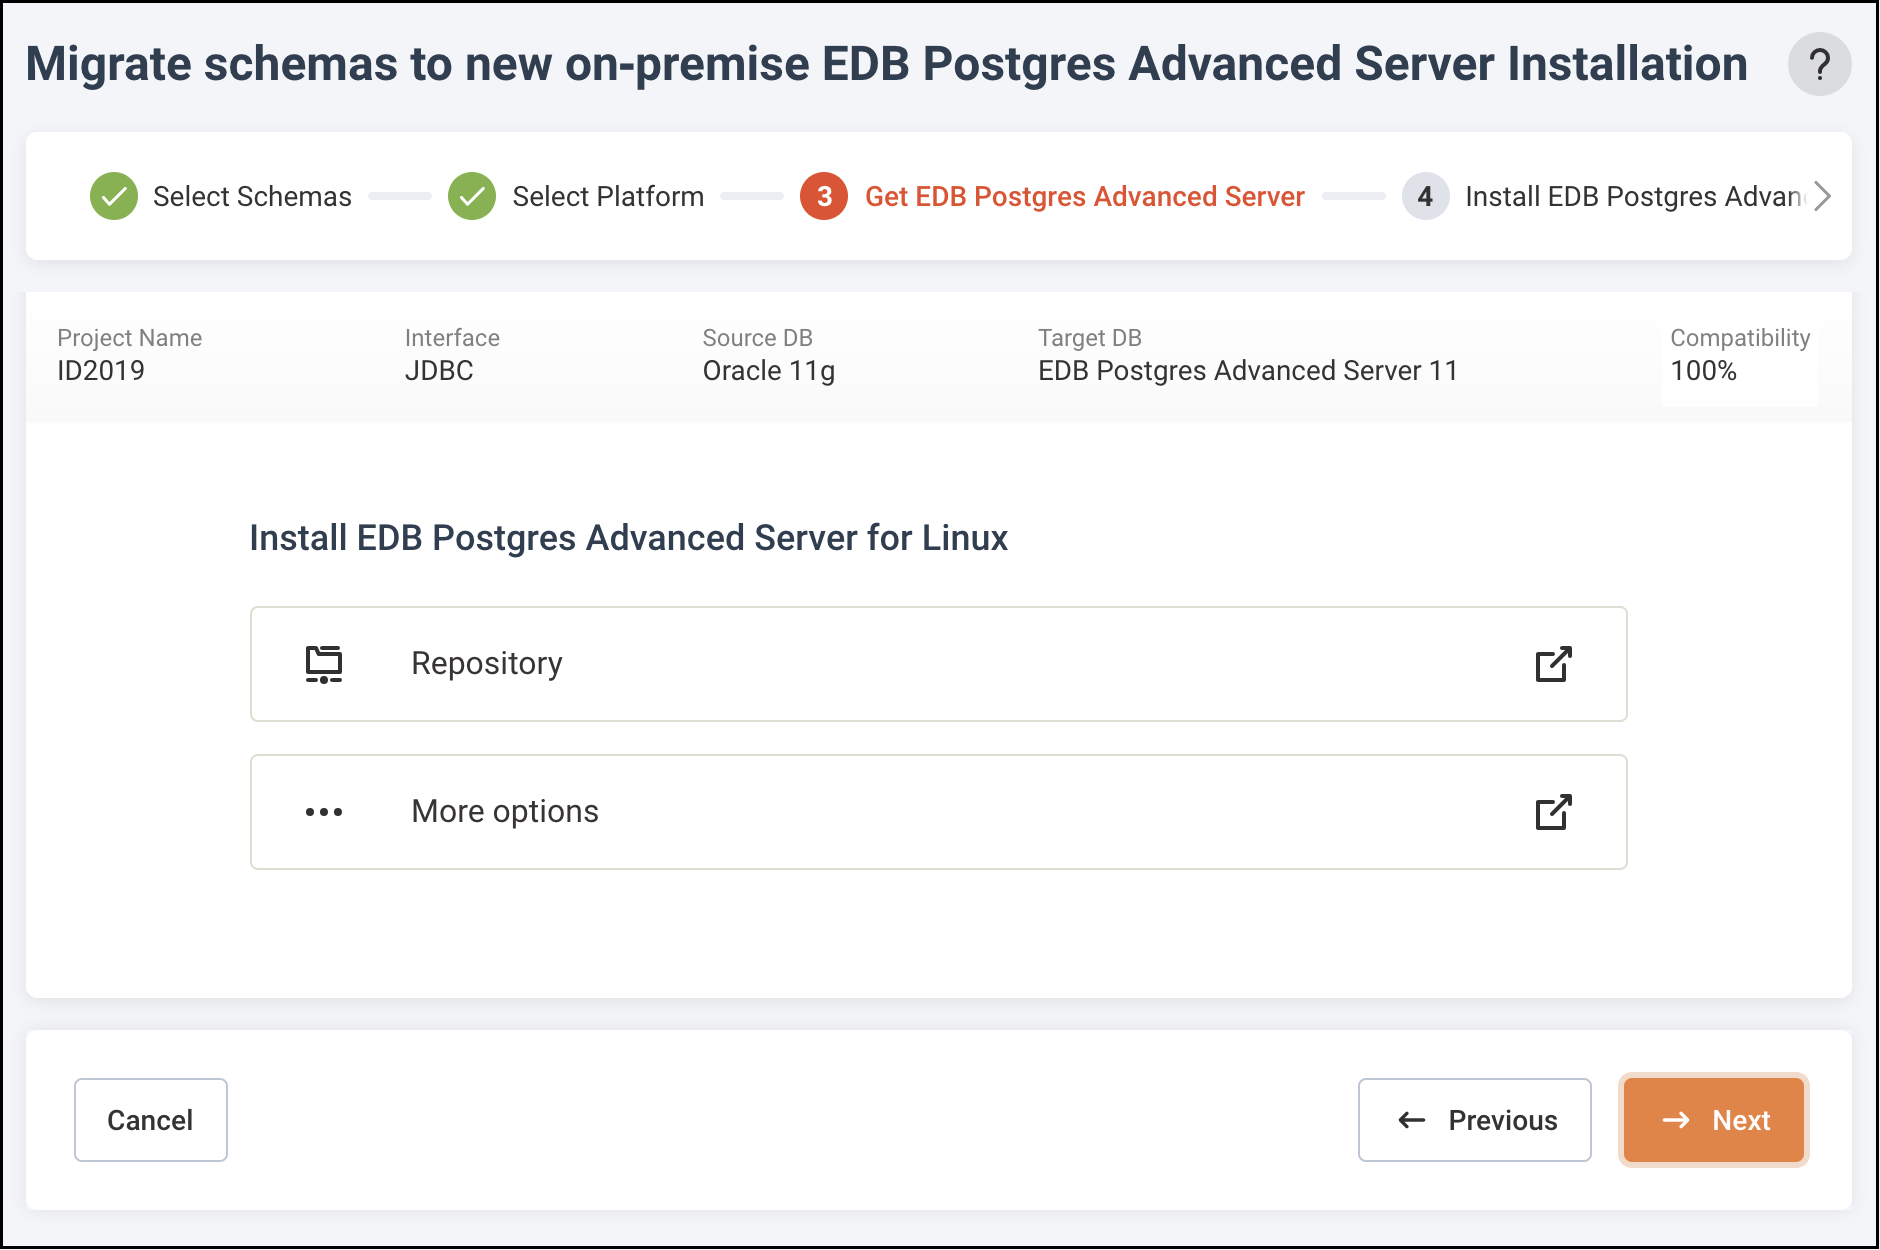 Migrate schemas to new on-premise EDB Postgres Advanced Server Installation
?
Select Schemas
Select Platform
3 Get EDB Postgres Advanced Server
4 Install EDB Postgres Advan
Project Name Interface Source DB Target DB Compatibility
ID2019 JDBC Oracle 11g EDB Postgres Advanced Server 11 100%
Install EDB Postgres Advanced Server for Linux
Repository
More options
Cancel
Previous
Next